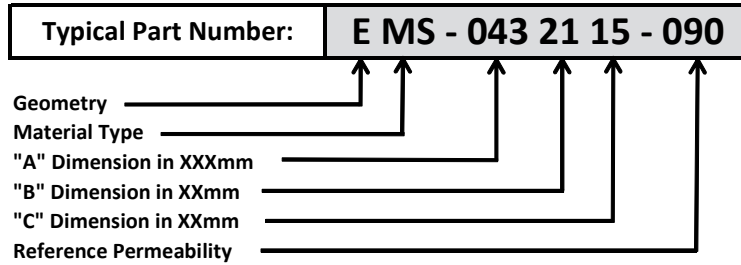 Typical Part Number: E MS - 043 21 15 - 090
Geometry
Material Type
"A" Dimension in XXXmm
"B" Dimension in XXmm
"C" Dimension in XXmm
Reference Permeability